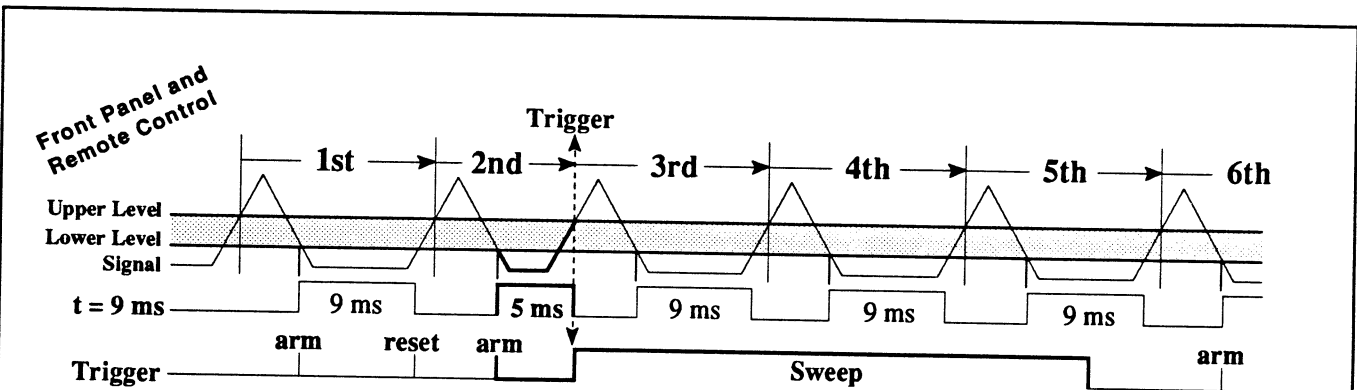 Front Panel and
Remote Control
Trigger
1st 2nd 3rd 4th 5th 6th
Upper Level
Lower Level
Signal
t = 9 ms 9 ms 5 ms 9 ms 9 ms 9 ms
arm reset arm arm
Trigger Sweep